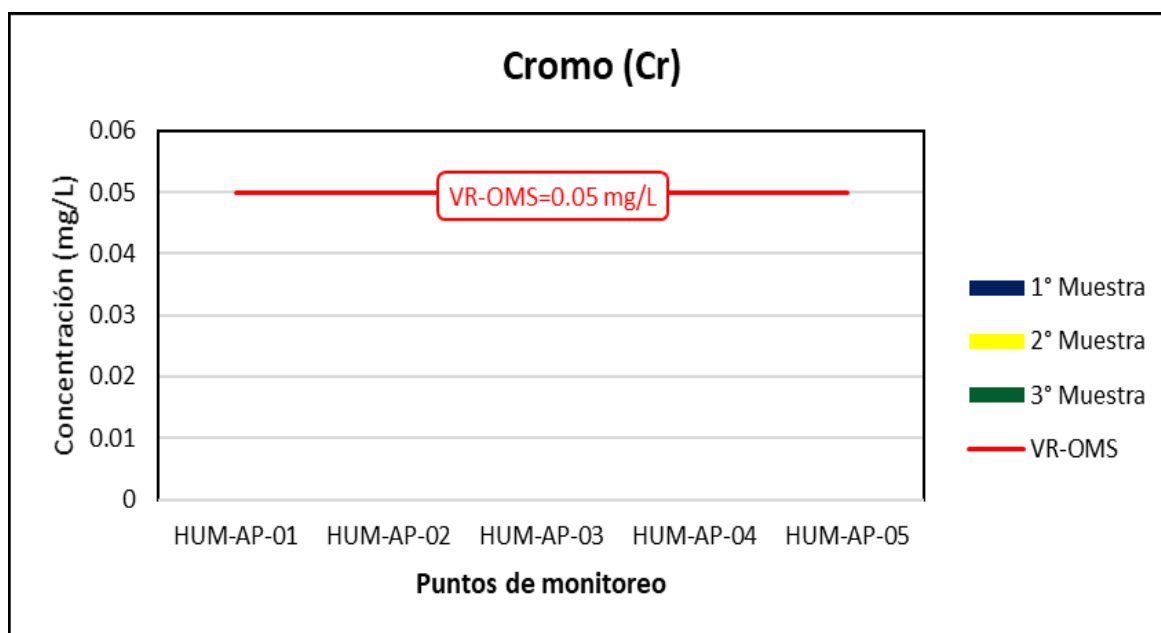 Cromo (Cr)
Concentración (mg/L)
0.06
0.05
0.04
0.03
0.02
0.01
0
VR-OMS=0.05 mg/L
HUM-AP-01 HUM-AP-02 HUM-AP-03 HUM-AP-04 HUM-AP-05
Puntos de monitoreo
1° Muestra
2° Muestra
3° Muestra
VR-OMS